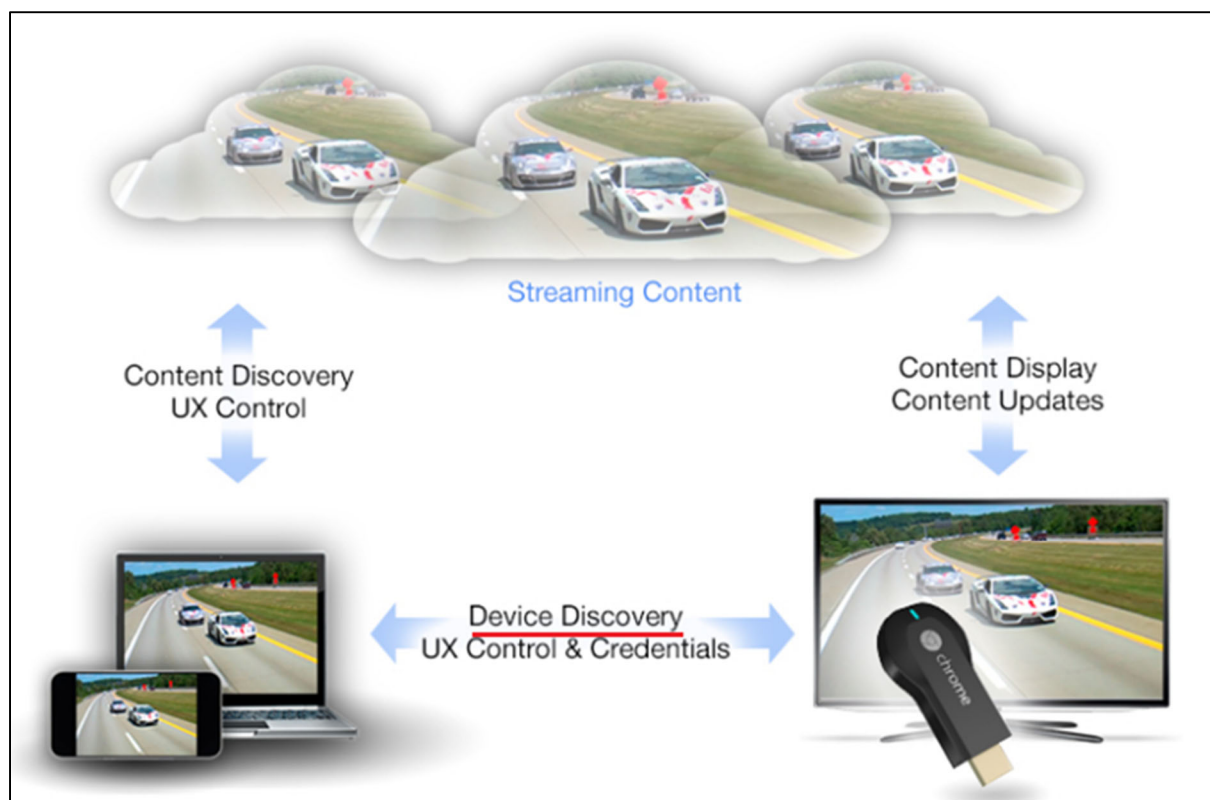 Streaming Content
Content Discovery
UX Control
Content Display
Content Updates
Device Discovery
UX Control & Credentials
chrome